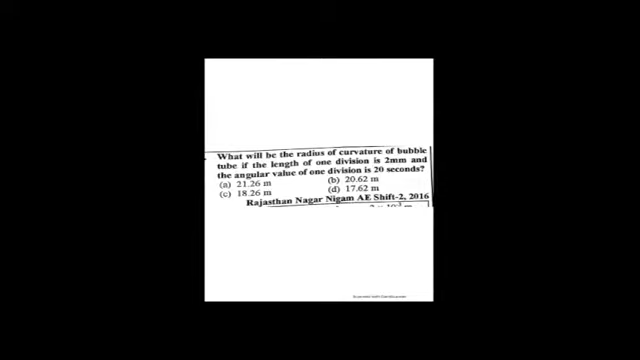 What will be the radius of curvature of bubble
tube if the length of one division is 2mm and
the angular value of one division is 20 seconds?
(a) 21.26 m (b) 20.62 m
(c) 18.26 m (d) 17.62 m
Rajasthan Nagar Nigam AE Shift-2, 2016